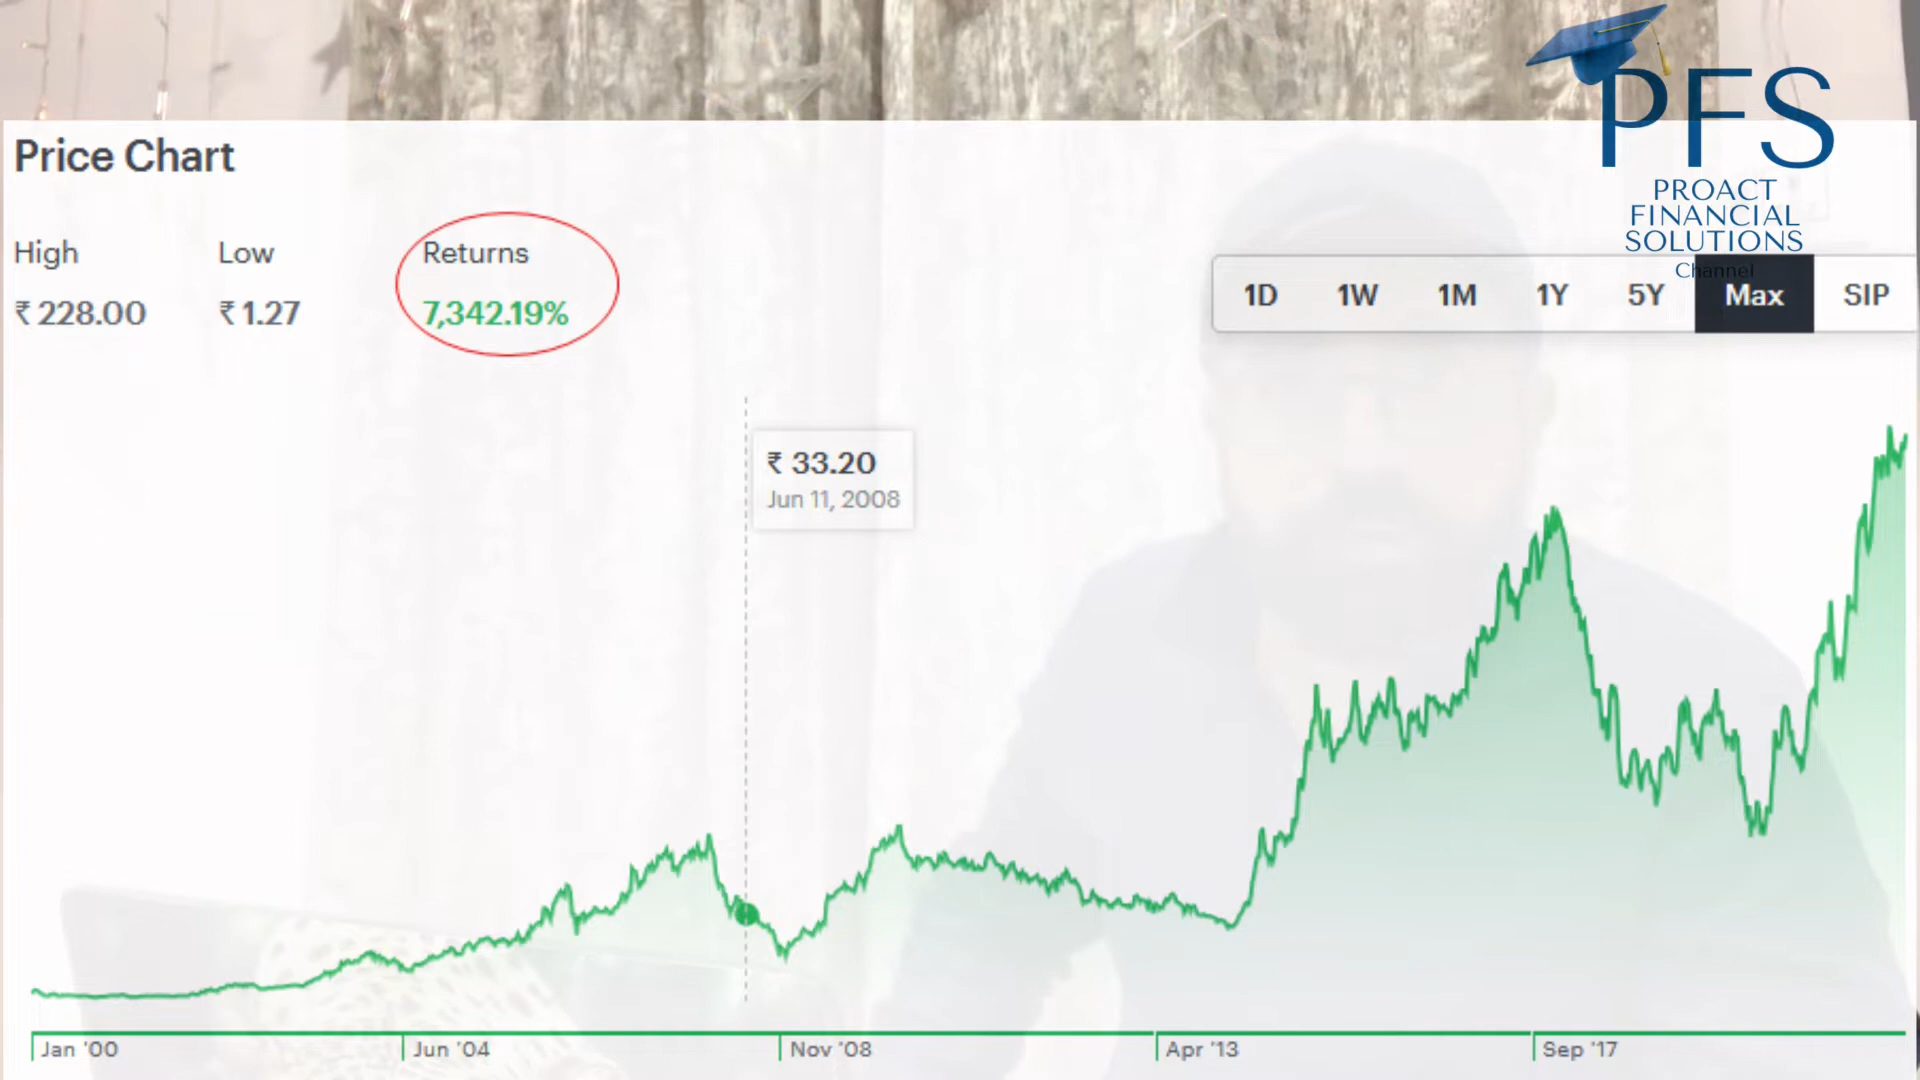 PFS
PROACT
FINANCIAL
SOLUTIONS
Channel
Price Chart
High
Low
Returns
₹ 228.00
₹ 1.27
7,342.19%
1D
1W
1M
1Y
5Y
Max
SIP
₹ 33.20
Jun 11, 2008
Jan '00
Jun '04
Nov '08
Apr '13
Sep '17